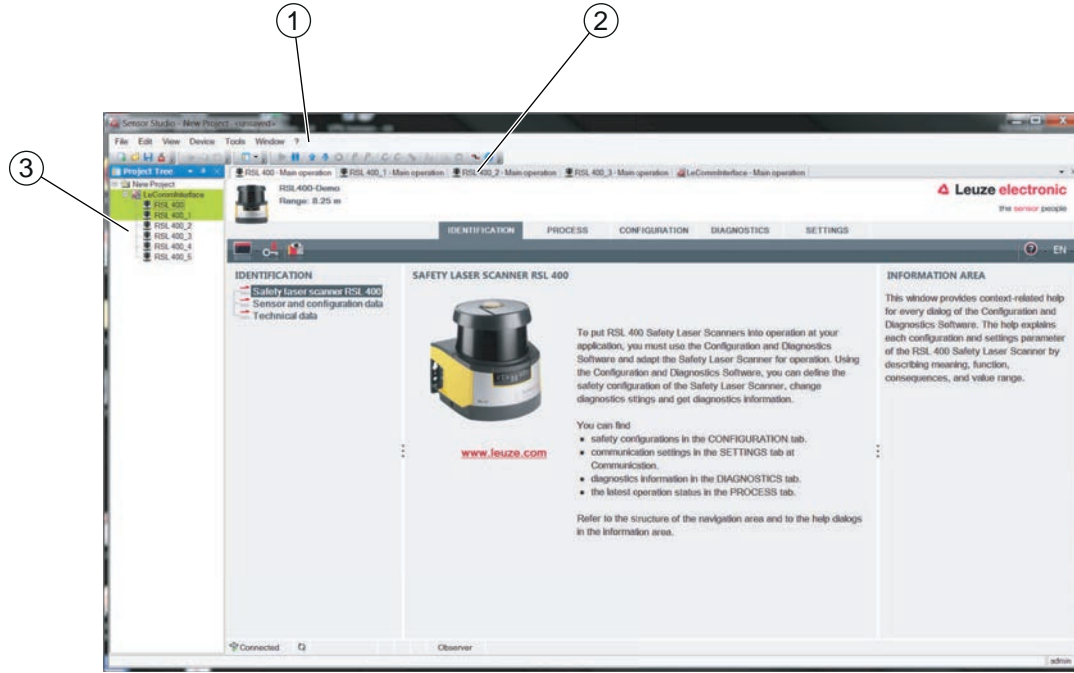 1
2
3
Sensor Studio - New Project - <unsaved>
File Edit View Device Tools Window ?
Project Tree
New Project
LeCommInterface
RSL 400
RSL 400_1
RSL 400_2
RSL 400_3
RSL 400_4
RSL 400_5
RSL 400 - Main operation RSL 400_1 - Main operation RSL 400_2 - Main operation RSL 400_3 - Main operation LeCommInterface - Main operation
RSL400-Demo
Range: 8.25 m
Leuze electronic
the sensor people
IDENTIFICATION PROCESS CONFIGURATION DIAGNOSTICS SETTINGS
? EN
IDENTIFICATION
Safety laser scanner RSL 400
Sensor and configuration data
Technical data
SAFETY LASER SCANNER RSL 400
www.leuze.com
To put RSL 400 Safety Laser Scanners into operation at your
application, you must use the Configuration and Diagnostics
Software and adapt the Safety Laser Scanner for operation. Using
the Configuration and Diagnostics Software, you can define the
safety configuration of the Safety Laser Scanner, change
diagnostics sttings and get diagnostics information.
You can find
• safety configurations in the CONFIGURATION tab.
• communication settings in the SETTINGS tab at
Communication.
• diagnostics information in the DIAGNOSTICS tab.
• the latest operation status in the PROCESS tab.
Refer to the structure of the navigation area and to the help dialogs
in the information area.
INFORMATION AREA
This window provides context-related help
for every dialog of the Configuration and
Diagnostics Software. The help explains
each configuration and settings parameter
of the RSL 400 Safety Laser Scanner by
describing meaning, function,
consequences, and value range.
Connected Observer
admin